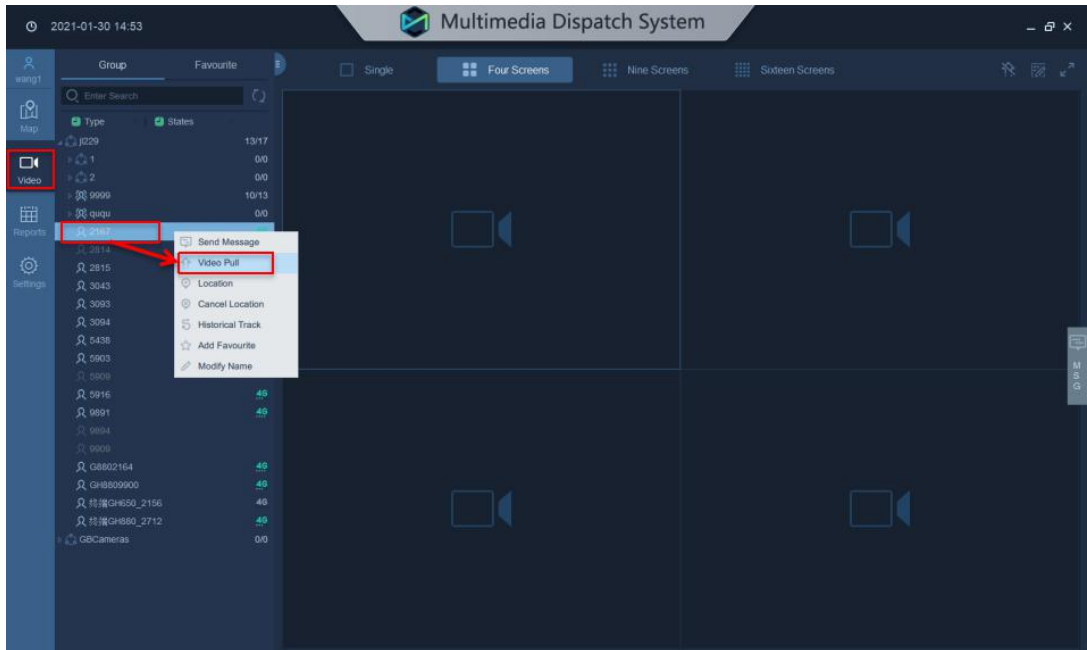 2021-01-30 14:53
Multimedia Dispatch System
wang1
Map
Video
Reports
Settings
Group Favourite
Enter Search
Type States
jl229 13/17
1 0/0
2 0/0
9999 10/13
ququ 0/0
2167
2814
2815
3043
3093
3094
5438
5903
5909
5916 4G
9891 4G
9894
9909
G8802164 4G
GH8809900 4G
终端GH650_2156 4G
终端GH880_2712 4G
GBCameras 0/0
Send Message
Video Pull
Location
Cancel Location
Historical Track
Add Favourite
Modify Name
Single Four Screens Nine Screens Sixteen Screens
MSG